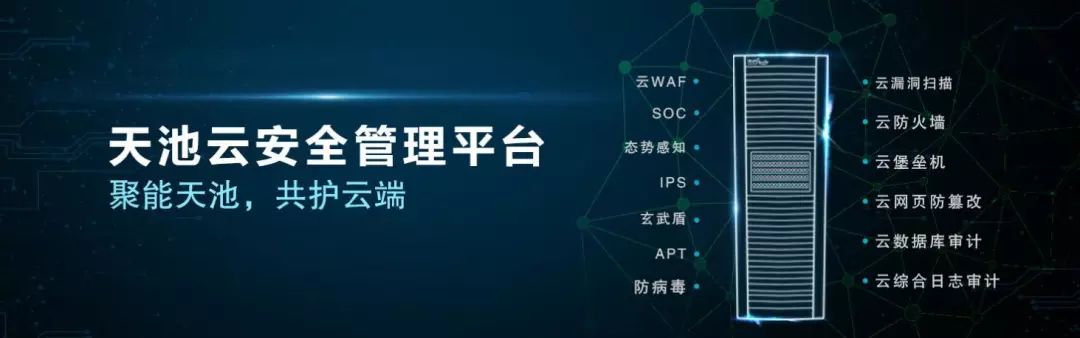 天池云安全管理平台
聚能天池，共护云端
云WAF
SOC
态势感知
IPS
玄武盾
APT
防病毒
云漏洞扫描
云防火墙
云堡垒机
云网页防篡改
云数据库审计
云综合日志审计